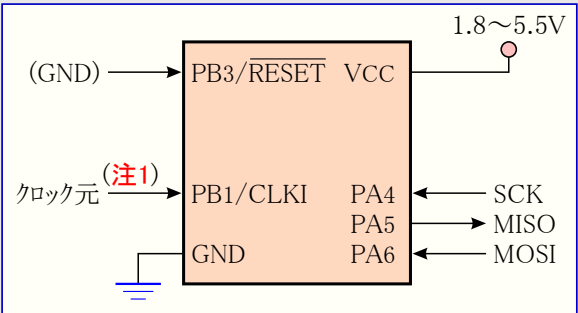 1.8～5.5V
(GND) PB3/RESET VCC
ｸﾛｯｸ元 (注1) PB1/CLKI PA4 SCK
PA5 MISO
GND PA6 MOSI